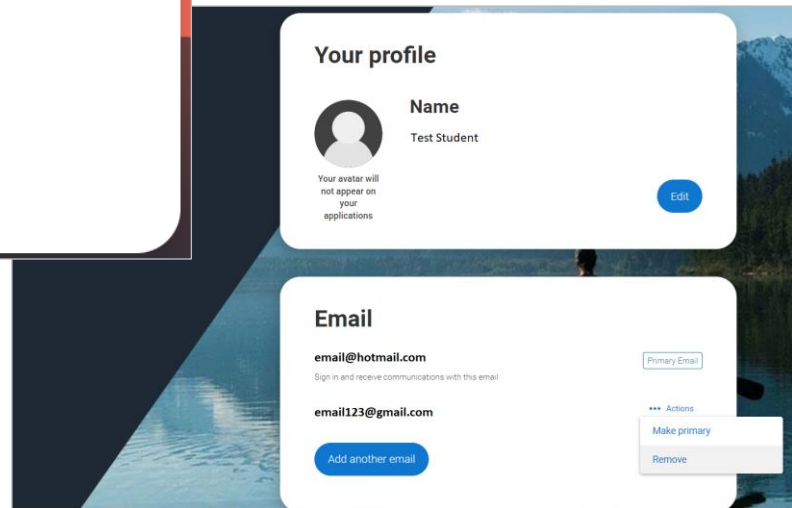 Your profile
Name
Test Student
Your avatar will
not appear on
your
applications
Edit
Email
email@hotmail.com
Primary Email
Sign in and receive communications with this email
email123@gmail.com
••• Actions
Make primary
Add another email
Remove